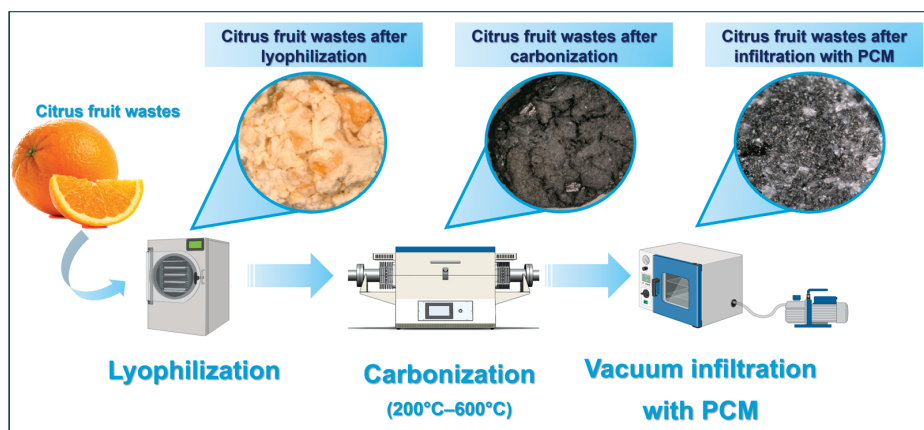 Citrus fruit wastes after
lyophilization
Citrus fruit wastes after
carbonization
Citrus fruit wastes after
infiltration with PCM
Citrus fruit wastes
Lyophilization
Carbonization
(200°C–600°C)
Vacuum infiltration
with PCM